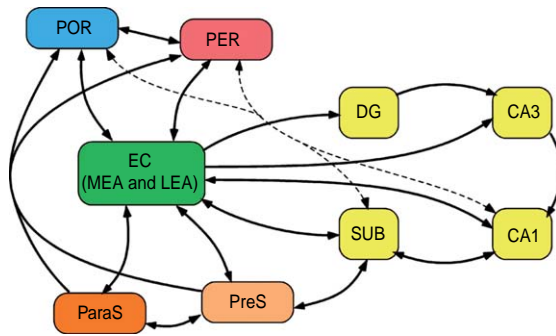 POR
PER
DG
CA3
EC
(MEA and LEA)
SUB
CA1
PreS
ParaS